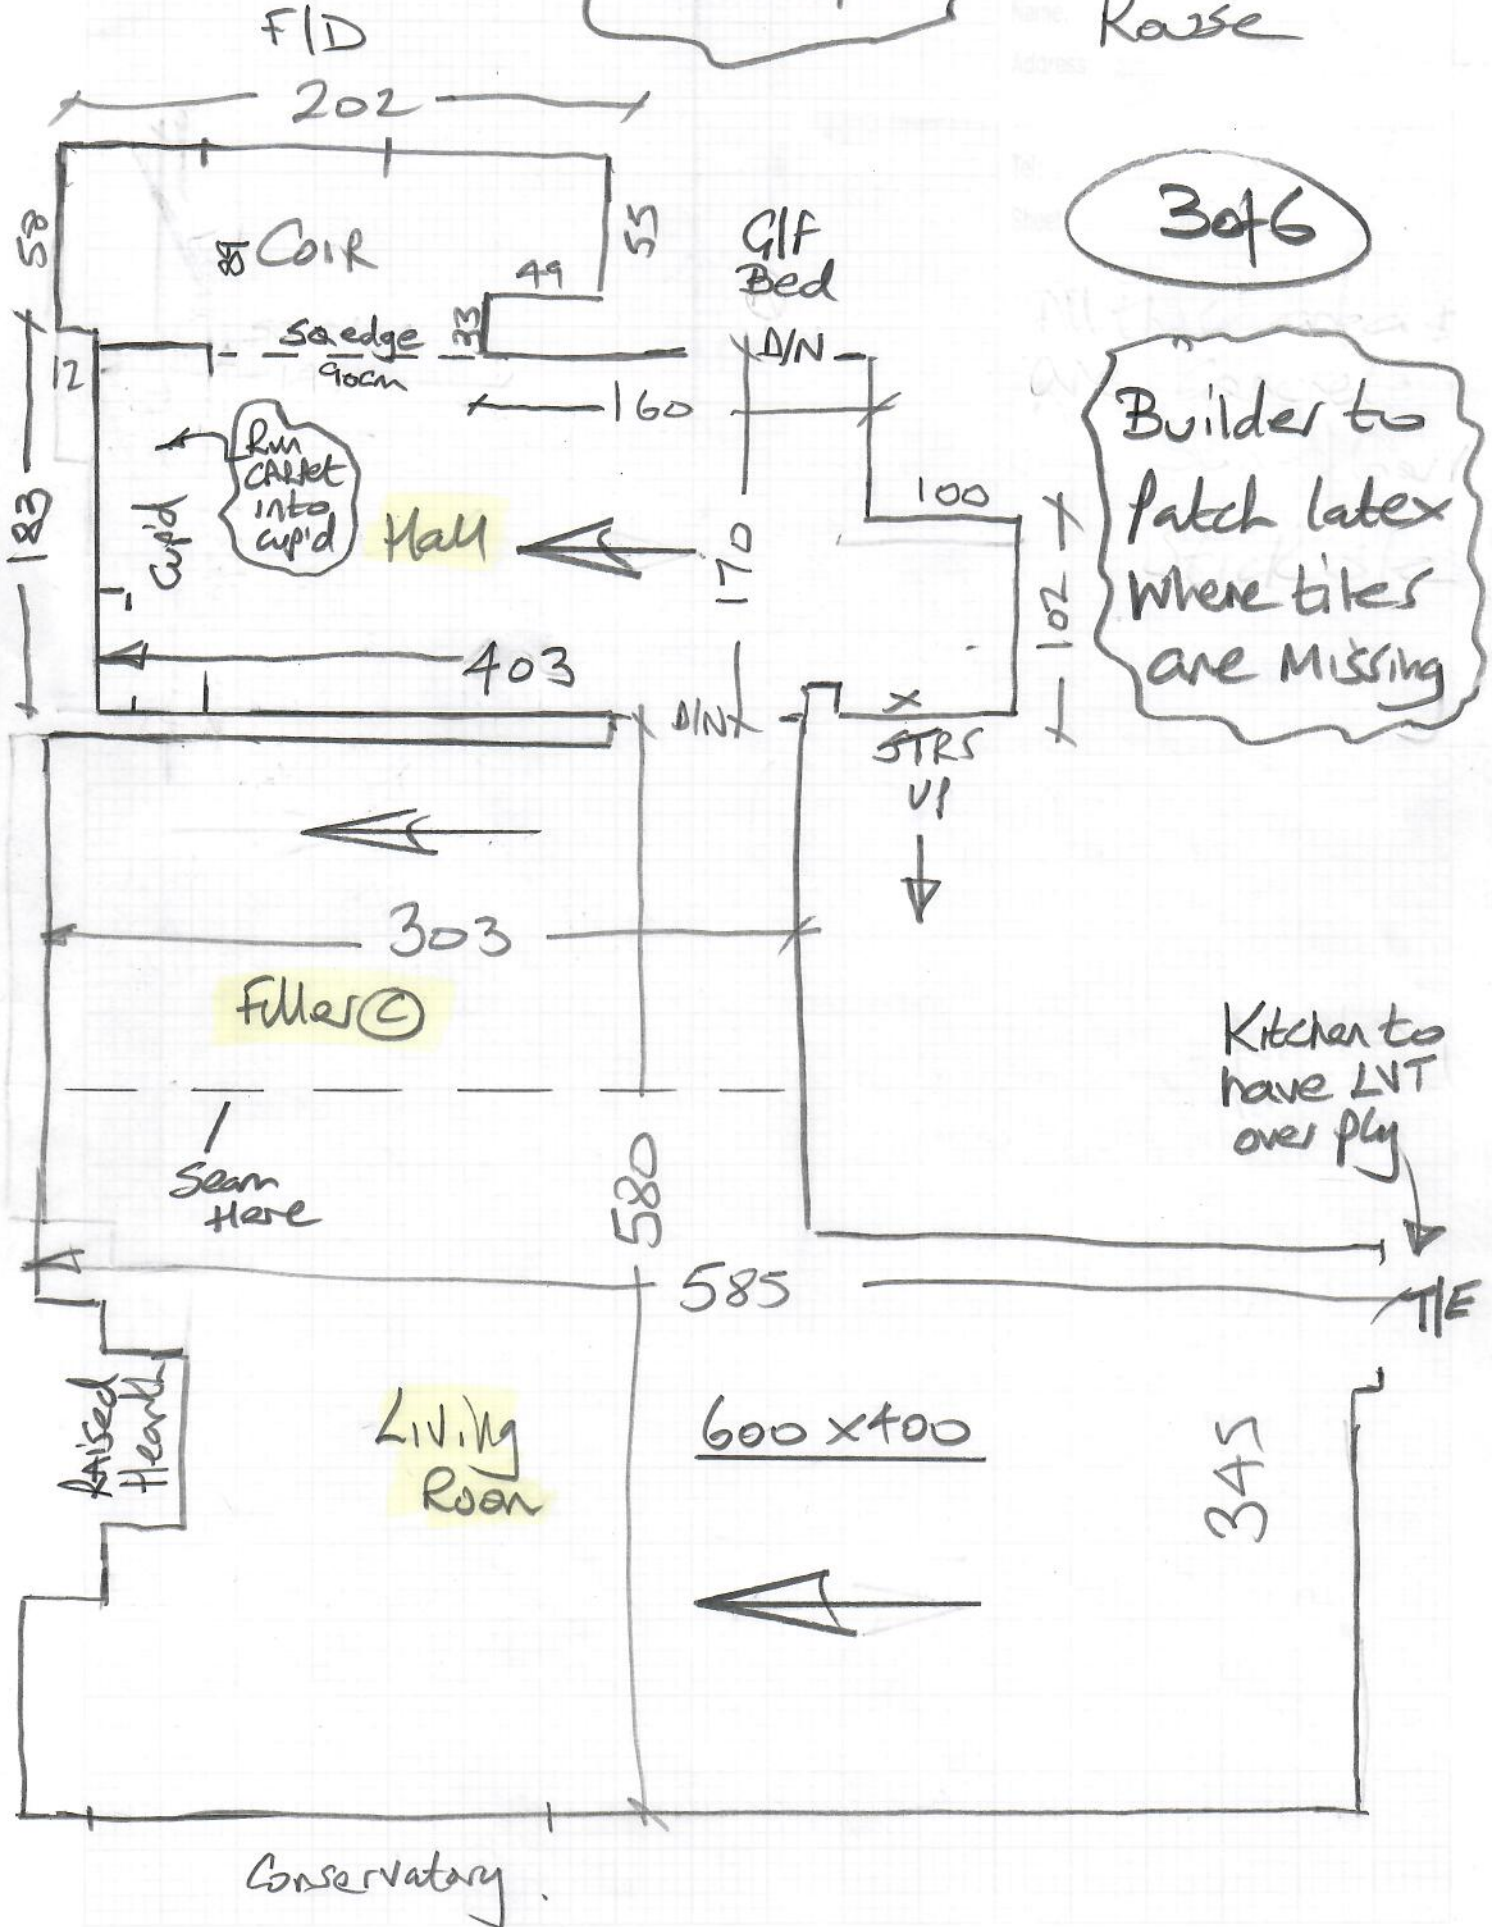 F/D
Rouse
202
3of6
58
COIR
55
49
33
G/F
Bed
D/N
Sq edge
90cm
12
160
Run
CARPet
into
cup'd
Cup'd
Hall
183
170
100
102
403
D/N
X
STRS
UP
Builder to
Patch latex
Where tiles
are Missing
303
Filler ©
Seam
Here
580
Kitchen to
have LVT
over Ply
585
T/E
Raised
Hearth
Living
Room
600 x 400
345
Conservatory.